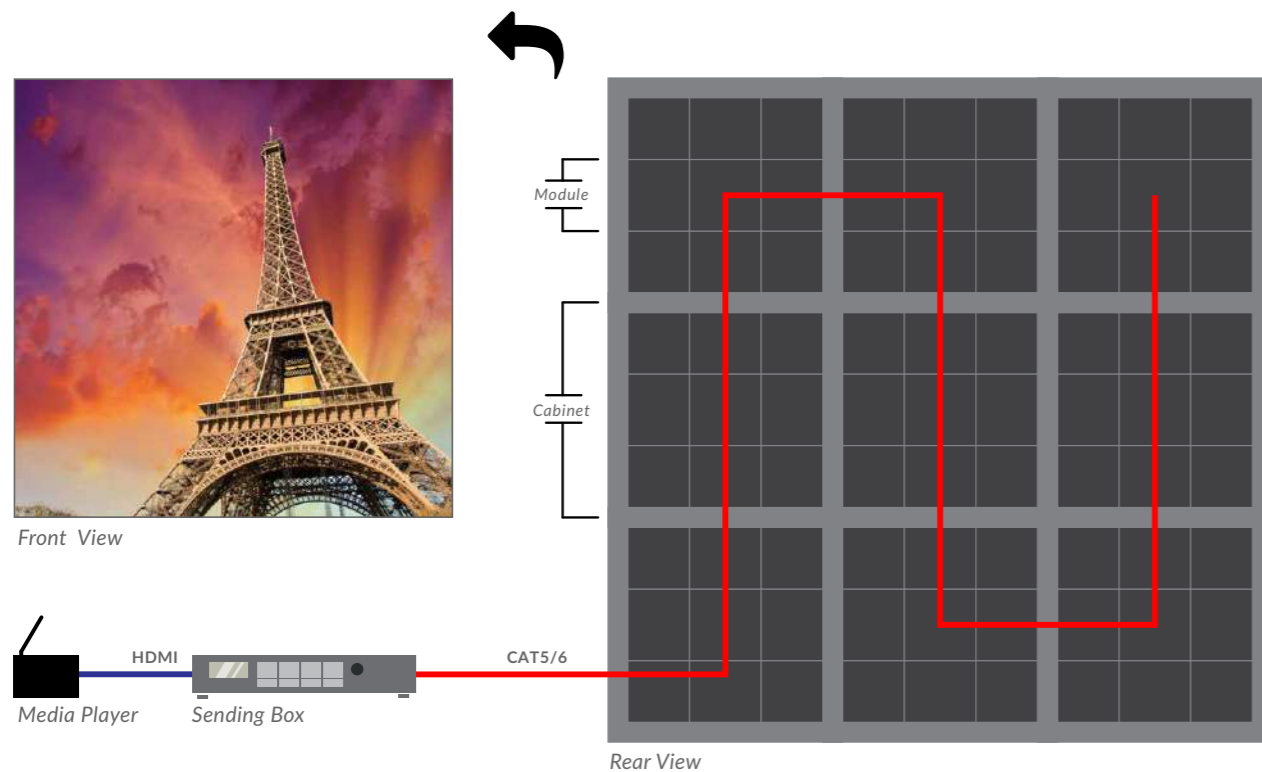 Module
Cabinet
Front View
HDMI
CAT5/6
Media Player
Sending Box
Rear View